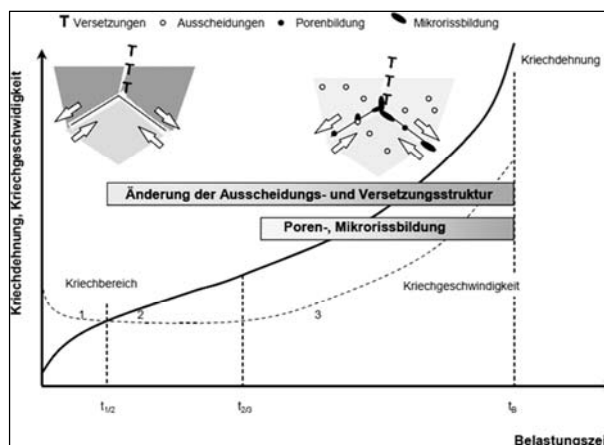 T Versetzungen o Ausscheidungen • Porenbildung Mikrorissbildung
Kriechdehnung
T
T
T
T
T
T
Kriechdehnung, Kriechgeschwidigkeit
Änderung der Ausscheidungs- und Versetzungsstruktur
Poren-, Mikrorissbildung
Kriechbereich
Kriechgeschwindigkeit
1 2 3
t1/2 t2/3 tB
Belastungszei